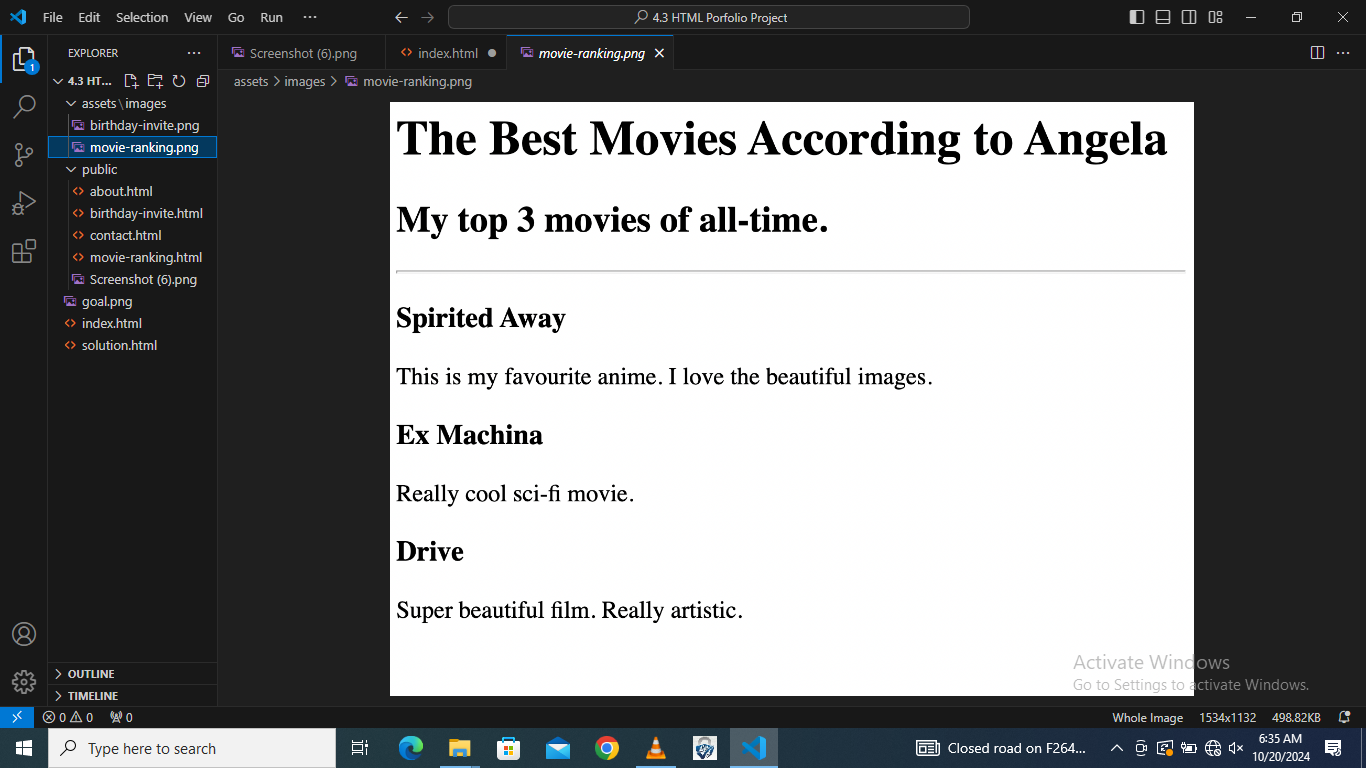 File Edit Selection View Go Run ··· 4.3 HTML Porfolio Project
EXPLORER ···
Screenshot (6).png index.html movie-ranking.png
4.3 HT...
assets > images > movie-ranking.png
assets\images
birthday-invite.png
movie-ranking.png
public
about.html
birthday-invite.html
contact.html
movie-ranking.html
Screenshot (6).png
goal.png
index.html
solution.html
OUTLINE
TIMELINE
The Best Movies According to Angela
My top 3 movies of all-time.
Spirited Away
This is my favourite anime. I love the beautiful images.
Ex Machina
Really cool sci-fi movie.
Drive
Super beautiful film. Really artistic.
Activate Windows
Go to Settings to activate Windows.
0 0 0 Whole Image 1534x1132 498.82KB
1
Type here to search
Closed road on F264...
6:35 AM
10/20/2024